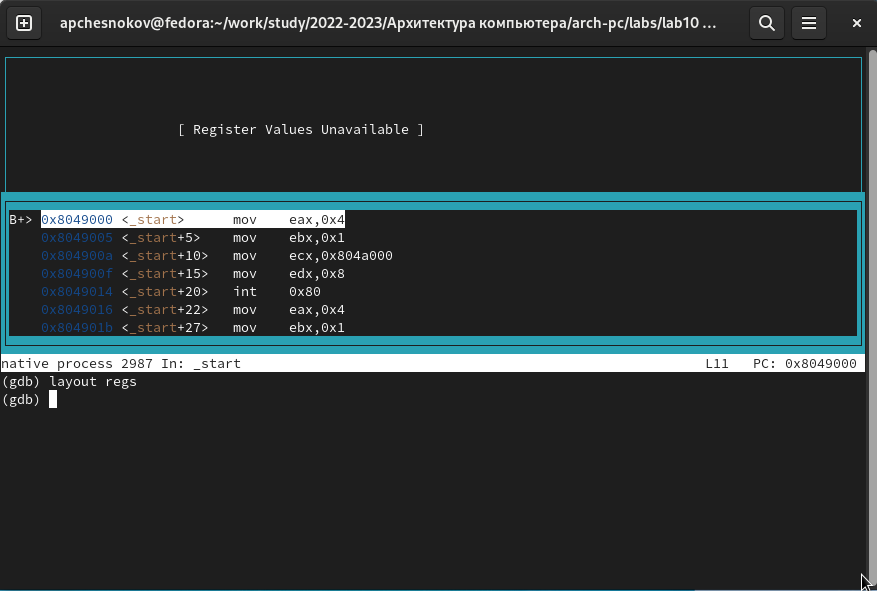 apchesnokov@fedora:~/work/study/2022-2023/Архитектура компьютера/arch-pc/labs/lab10 ...
[ Register Values Unavailable ]
B+> 0x8049000 <_start> mov eax,0x4
0x8049005 <_start+5> mov ebx,0x1
0x804900a <_start+10> mov ecx,0x804a000
0x804900f <_start+15> mov edx,0x8
0x8049014 <_start+20> int 0x80
0x8049016 <_start+22> mov eax,0x4
0x804901b <_start+27> mov ebx,0x1
native process 2987 In: _start L11 PC: 0x8049000
(gdb) layout regs
(gdb)